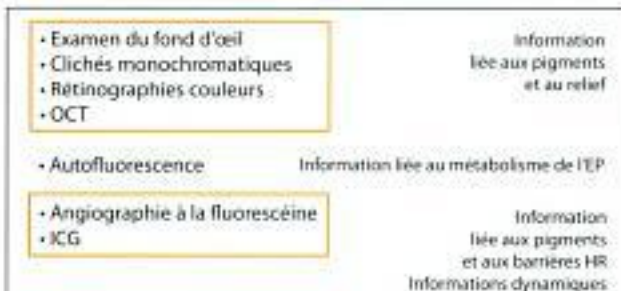 • Examen du fond d'œil
• Clichés monochromatiques
• Rétinographies couleurs
• OCT
Information
liée aux pigments
et au relief
• Autofluorescence
Information liée au métabolisme de l'EP
• Angiographie à la fluorescéine
• ICG
Information
liée aux pigments
et aux barrières HR
Informations dynamiques